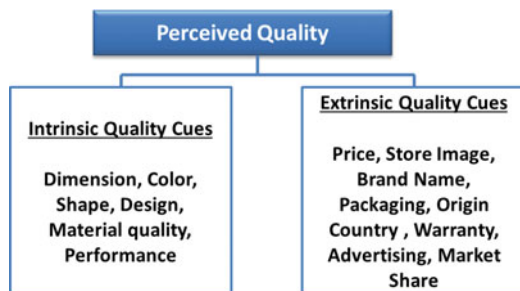 Perceived Quality
Intrinsic Quality Cues
Dimension, Color,
Shape, Design,
Material quality,
Performance
Extrinsic Quality Cues
Price, Store Image,
Brand Name,
Packaging, Origin
Country , Warranty,
Advertising, Market
Share